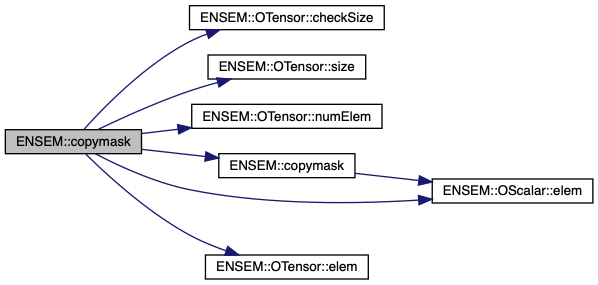 ENSEM::OTensor::checkSize
ENSEM::OTensor::size
ENSEM::OTensor::numElem
ENSEM::copymask
ENSEM::copymask
ENSEM::OScalar::elem
ENSEM::OTensor::elem